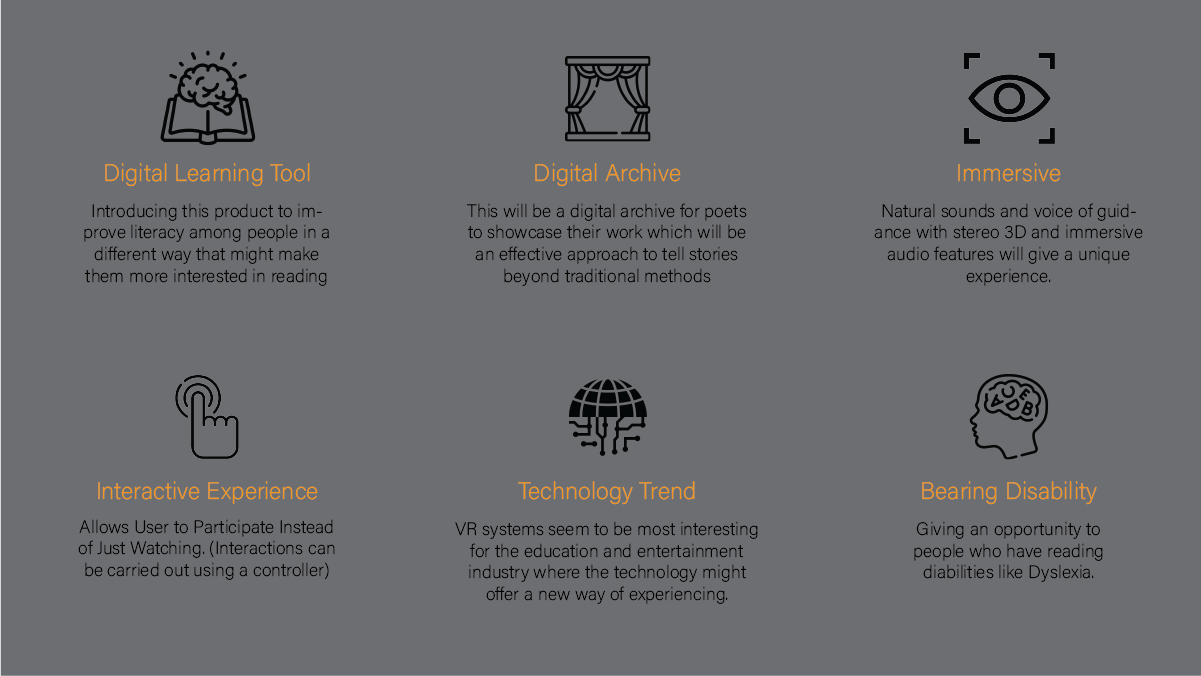 Digital Learning Tool
Introducing this product to im-
prove literacy among people in a
different way that might make
them more interested in reading
Digital Archive
This will be a digital archive for poets
to showcase their work which will be
an effective approach to tell stories
beyond traditional methods
Immersive
Natural sounds and voice of guid-
ance with stereo 3D and immersive
audio features will give a unique
experience.
Interactive Experience
Allows User to Participate Instead
of Just Watching. (Interactions can
be carried out using a controller)
Technology Trend
VR systems seem to be most interesting
for the education and entertainment
industry where the technology might
offer a new way of experiencing.
Bearing Disability
Giving an opportunity to
people who have reading
diabilities like Dyslexia.